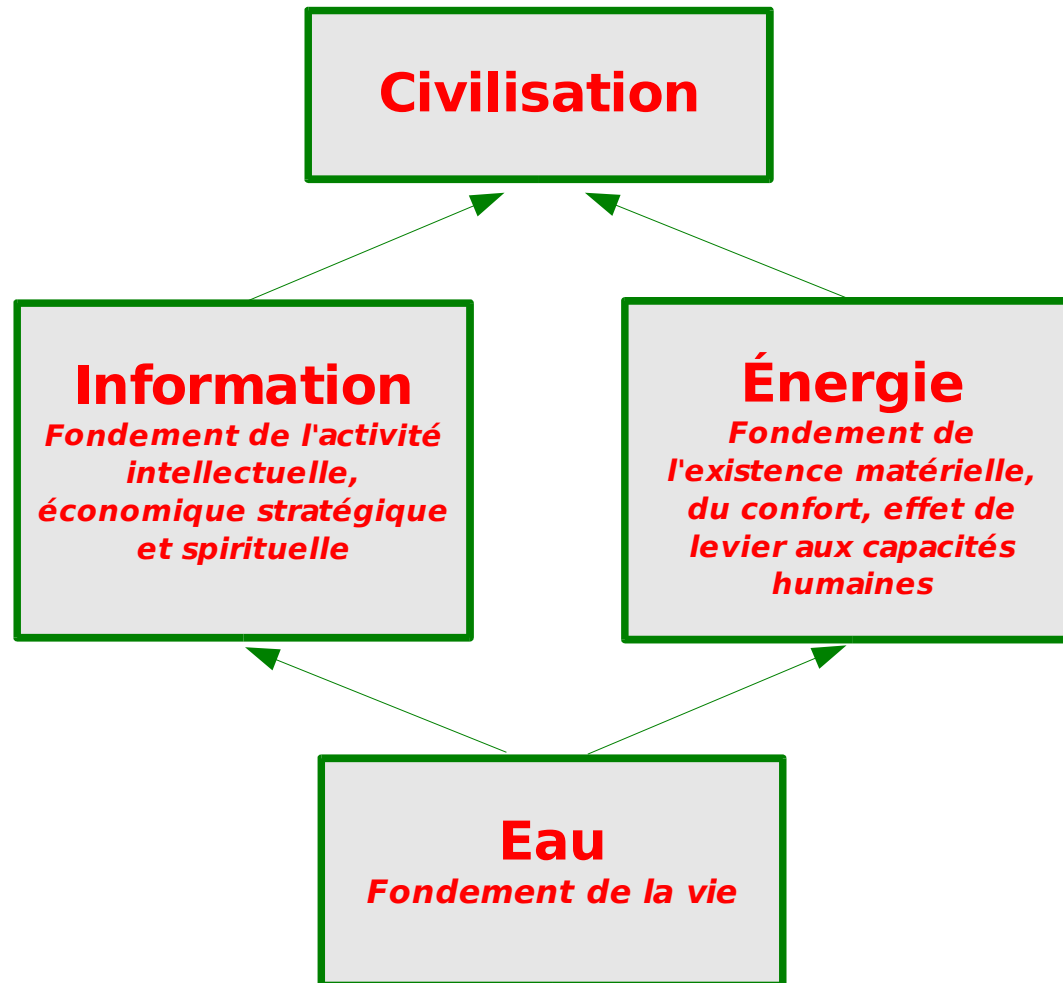 Civilisation
Information
Fondement de l'activité
intellectuelle,
économique stratégique
et spirituelle
Énergie
Fondement de
l'existence matérielle,
du confort, effet de
levier aux capacités
humaines
Eau
Fondement de la vie